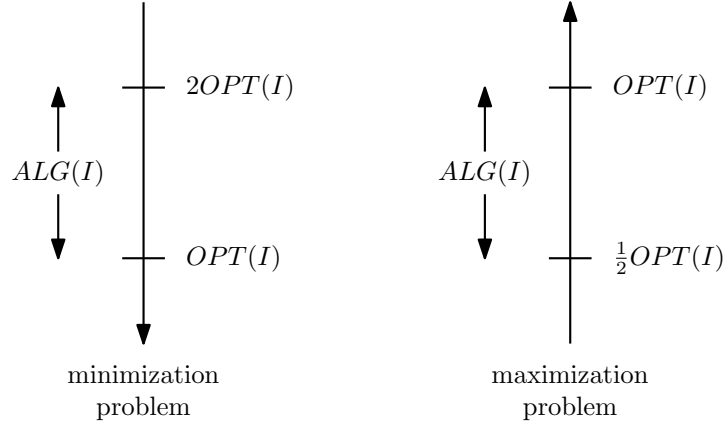 2OPT(I)
ALG(I)
OPT(I)
minimization
problem
OPT(I)
ALG(I)
½OPT(I)
maximization
problem